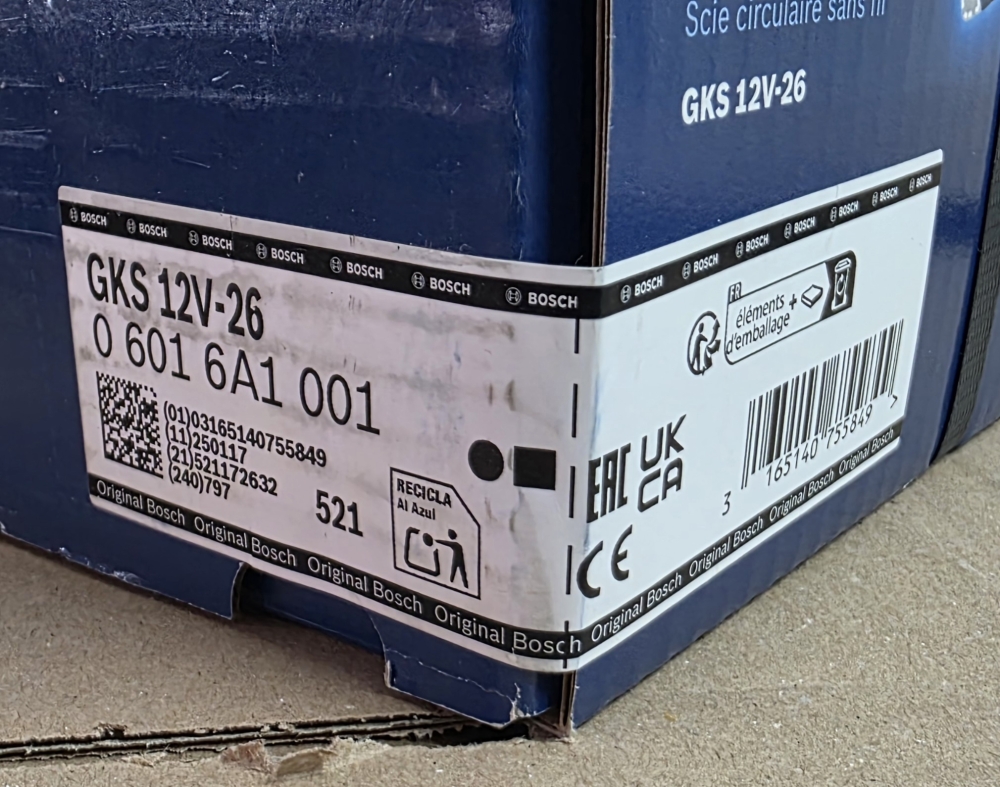 Scie circulaire sans fil
GKS 12V-26
BOSCH BOSCH BOSCH BOSCH BOSCH BOSCH BOSCH BOSCH BOSCH BOSCH BOSCH BOSCH BOSCH
GKS 12V-26
0 601 6A1 001
(01)03165140755849
(11)250117
(21)521172632
(240)797
521
RECICLA
Al Azul
Original Bosch Original Bosch Original Bosch Original Bosch Original Bosch Original Bosch Original Bosch Original Bosch
FR
éléments
d'emballage
+
EAC
UK
CA
CE
3 165140 755849 >